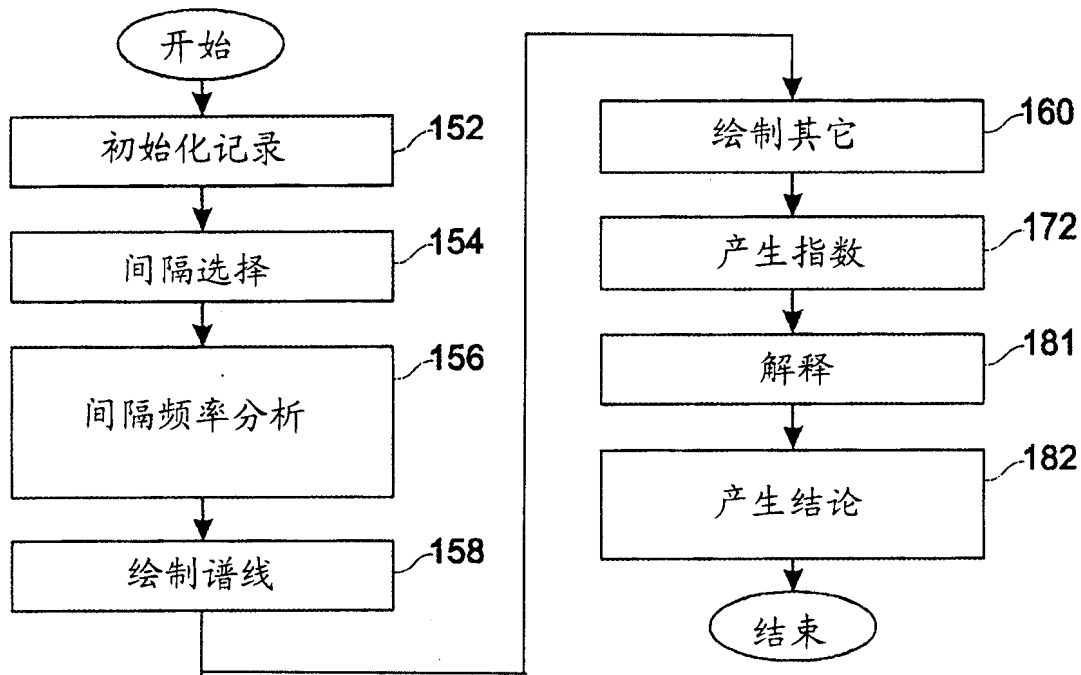 开始
初始化记录
152
间隔选择
154
间隔频率分析
156
绘制谱线
158
绘制其它
160
产生指数
172
解释
181
产生结论
182
结束